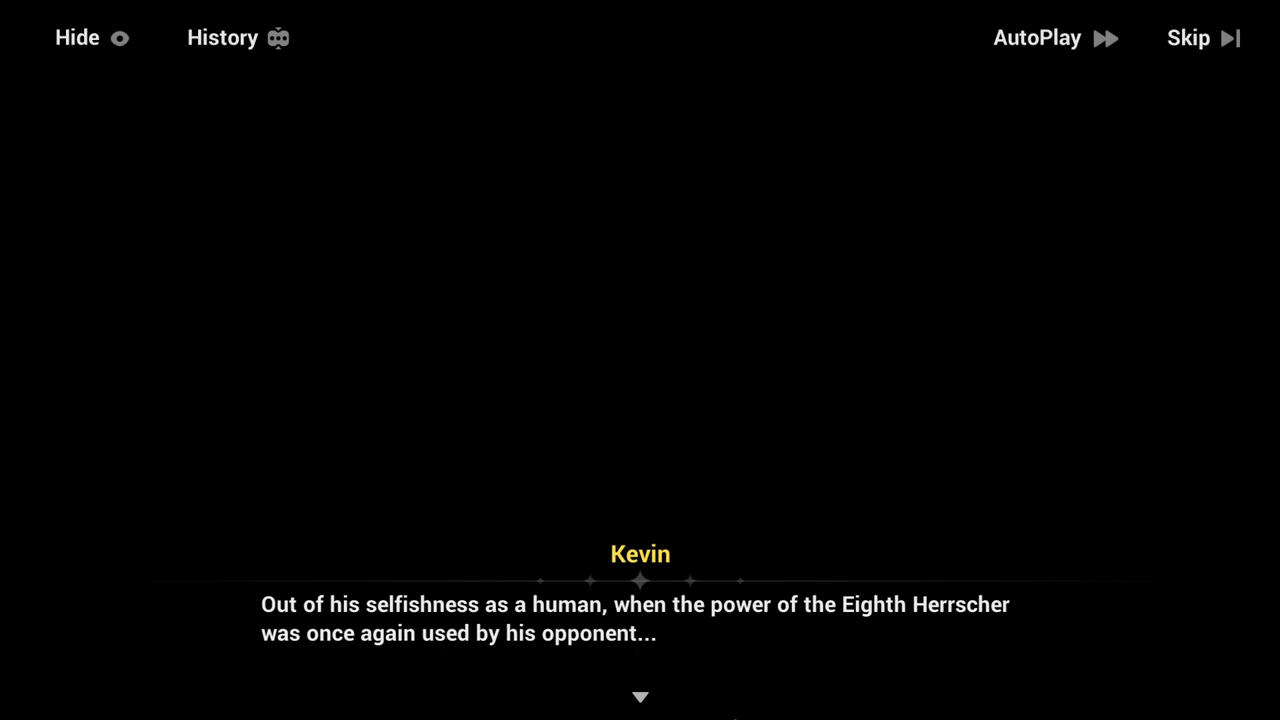 Hide History AutoPlay Skip
Kevin
Out of his selfishness as a human, when the power of the Eighth Herrscher
was once again used by his opponent...